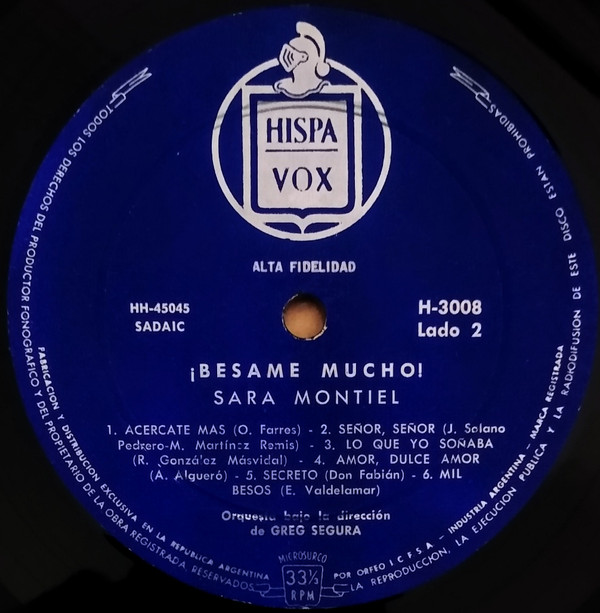 HISPA
VOX
ALTA FIDELIDAD
HH-45045
SADAIC
H-3008
Lado 2
¡BESAME MUCHO!
SARA MONTIEL
1. ACERCATE MAS (O. Farres) - 2. SEÑOR, SEÑOR (J. Solano
Pedrero-M. Martínez Remis) - 3. LO QUE YO SOÑABA
(R. González Másvidal) - 4. AMOR, DULCE AMOR
(A. Algueró) - 5. SECRETO (Don Fabián) - 6. MIL
BESOS (E. Valdelamar)
Orquesta bajo la dirección
de GREG SEGURA
MICROSURCO
33⅓
RPM
TODOS LOS DERECHOS DEL PRODUCTOR FONOGRAFICO Y DEL PROPIETARIO DE LA OBRA REGISTRADA RESERVADOS
LA REPRODUCCION, LA EJECUCION PUBLICA Y LA RADIODIFUSION DE ESTE DISCO ESTAN PROHIBIDAS
FABRICACION Y DISTRIBUCION EXCLUSIVA EN LA REPUBLICA ARGENTINA
POR ORFEO I.C.F.S.A. - INDUSTRIA ARGENTINA - MARCA REGISTRADA